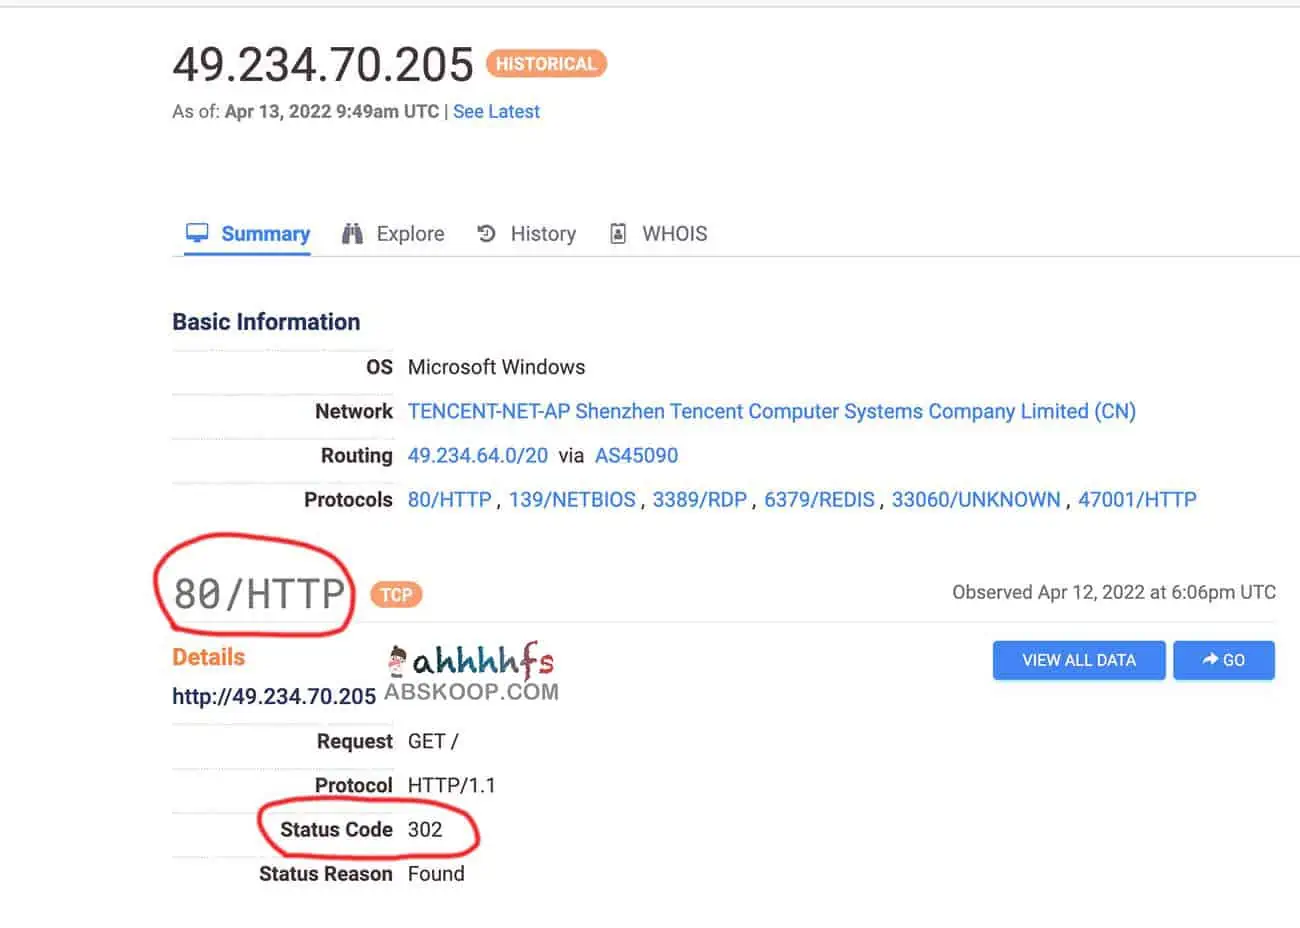 49.234.70.205 HISTORICAL
As of: Apr 13, 2022 9:49am UTC | See Latest
Summary Explore History WHOIS
Basic Information
OS Microsoft Windows
Network TENCENT-NET-AP Shenzhen Tencent Computer Systems Company Limited (CN)
Routing 49.234.64.0/20 via AS45090
Protocols 80/HTTP , 139/NETBIOS , 3389/RDP , 6379/REDIS , 33060/UNKNOWN , 47001/HTTP
80/HTTP TCP Observed Apr 12, 2022 at 6:06pm UTC
Details ahhhhfs VIEW ALL DATA GO
http://49.234.70.205 ABSKOOP.COM
Request GET /
Protocol HTTP/1.1
Status Code 302
Status Reason Found